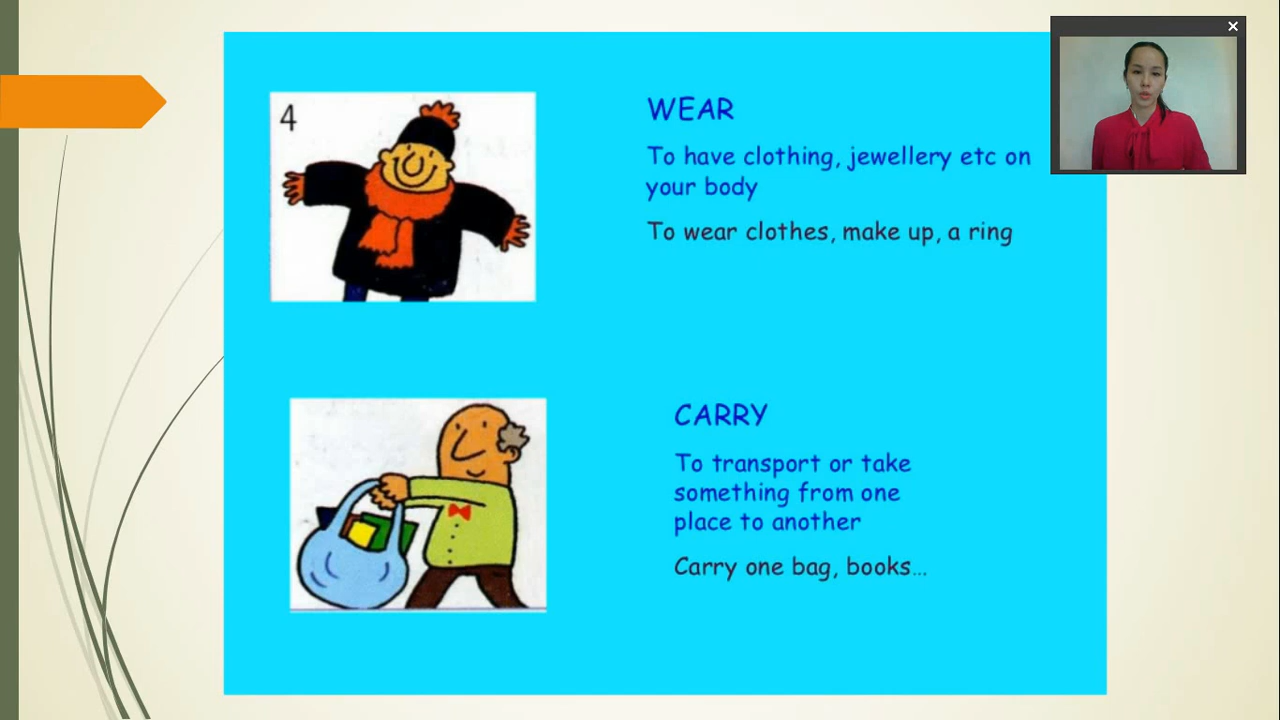 4
WEAR
To have clothing, jewellery etc on
your body
To wear clothes, make up, a ring
CARRY
To transport or take
something from one
place to another
Carry one bag, books...